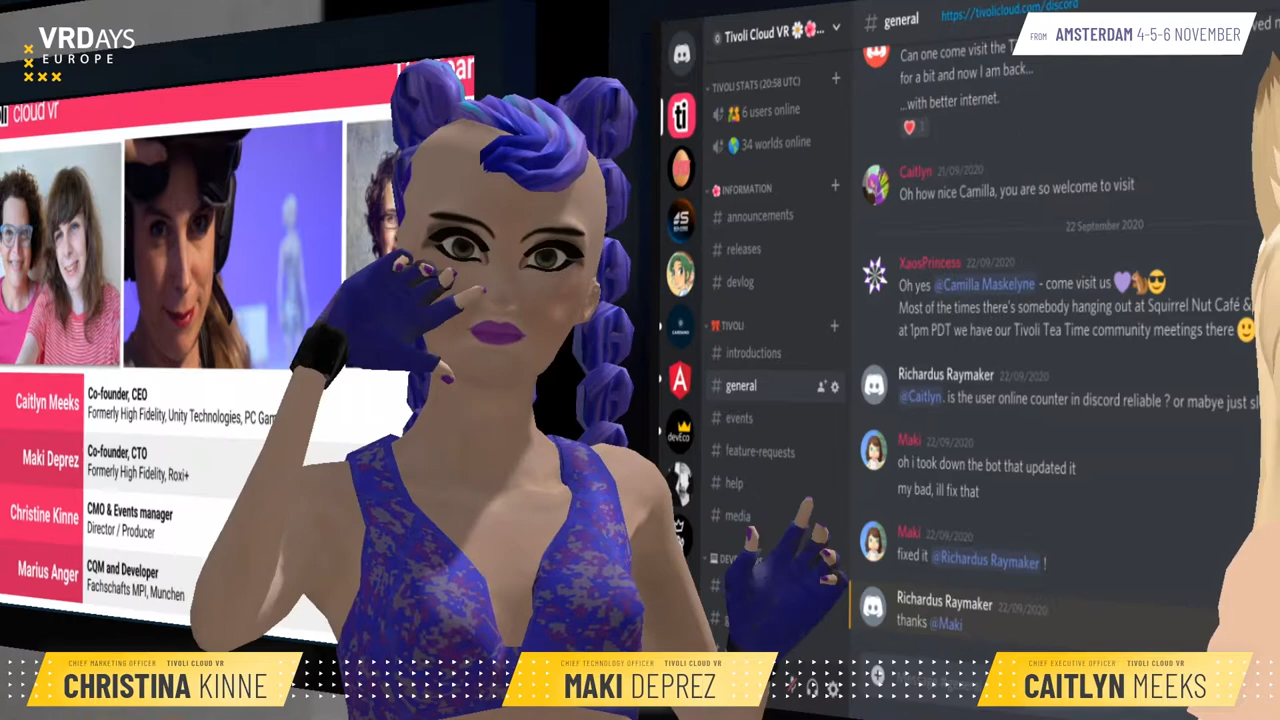 VRDAYS
EUROPE
FROM AMSTERDAM 4-5-6 NOVEMBER
cloud vr
Caitlyn Meeks
Co-founder, CEO
Formerly High Fidelity, Unity Technologies, PC Gam
Maki Deprez
Co-founder, CTO
Formerly High Fidelity, Roxi+
Christine Kinne
CMO & Events manager
Director / Producer
Marius Anger
CQM and Developer
Fachschafts MPI, Munchen
ti
Tivoli Cloud VR
TIVOLI STATS (20:58 UTC)
6 users online
34 worlds online
INFORMATION
# announcements
# releases
# devlog
TIVOLI
# introductions
# general
# events
# feature-requests
# help
# media
# general
https://tivolicloud.com/discord
Can one come visit the
for a bit and now I am back...
...with better internet.
1
Caitlyn 21/09/2020
Oh how nice Camilla, you are so welcome to visit
22 September 2020
XaosPrincess 22/09/2020
Oh yes @Camilla Maskelyne - come visit us 💜🐿️😎
Most of the times there's somebody hanging out at Squirrel Nut Café &
at 1pm PDT we have our Tivoli Tea Time community meetings there 🙂
Richardus Raymaker 22/09/2020
@Caitlyn. is the user online counter in discord reliable ? or mabye just sl
Maki 22/09/2020
oh i took down the bot that updated it
my bad, ill fix that
Maki 22/09/2020
fixed it @Richardus Raymaker !
Richardus Raymaker 22/09/2020
thanks @Maki
CHIEF MARKETING OFFICER TIVOLI CLOUD VR
CHRISTINA KINNE
CHIEF TECHNOLOGY OFFICER TIVOLI CLOUD VR
MAKI DEPREZ
CHIEF EXECUTIVE OFFICER TIVOLI CLOUD VR
CAITLYN MEEKS